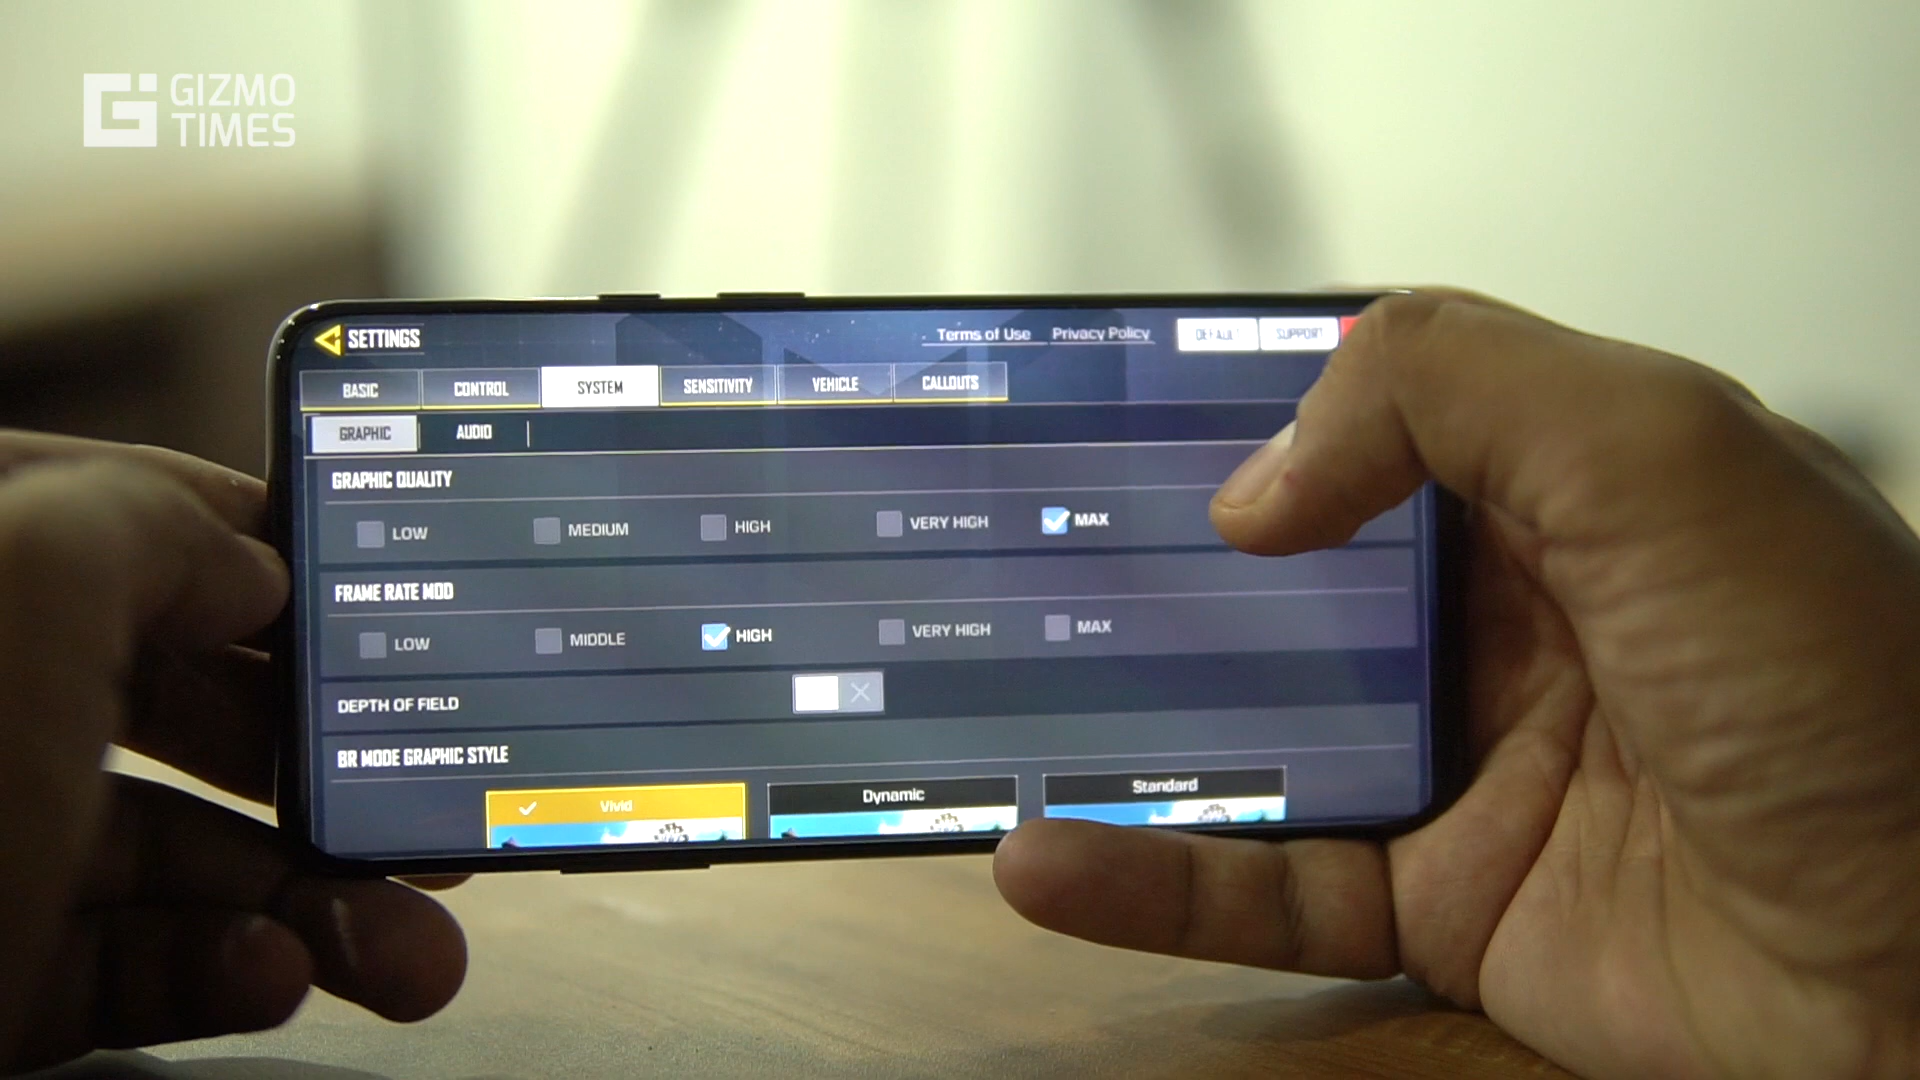 GIZMO
TIMES
SETTINGS
Terms of Use Privacy Policy DEFAULT SUPPORT
BASIC CONTROL SYSTEM SENSITIVITY VEHICLE CALLOUTS
GRAPHIC AUDIO
GRAPHIC QUALITY
LOW MEDIUM HIGH VERY HIGH MAX
FRAME RATE MOD
LOW MIDDLE HIGH VERY HIGH MAX
DEPTH OF FIELD
BR MODE GRAPHIC STYLE
Vivid Dynamic Standard